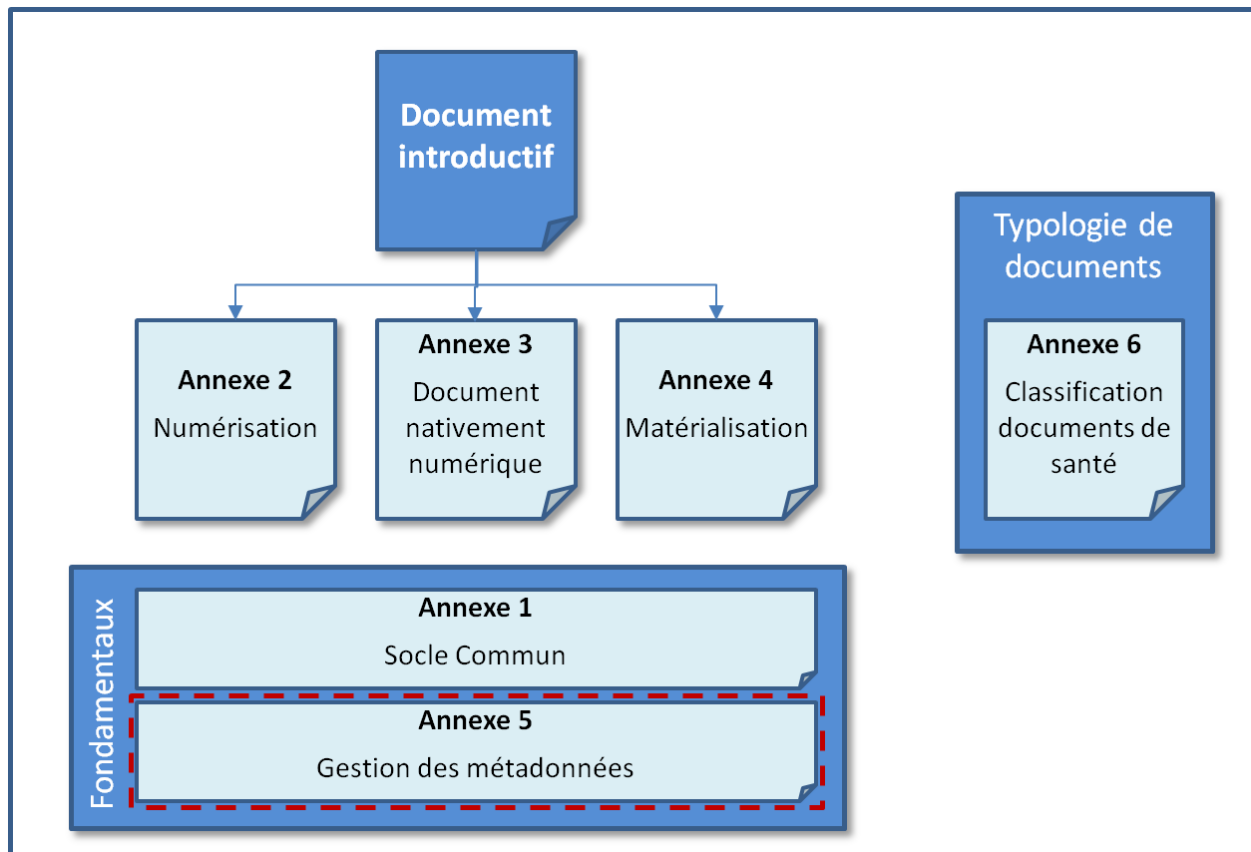 Document
introductif
Typologie de
documents
Annexe 2
Numérisation
Annexe 3
Document
nativement
numérique
Annexe 4
Matérialisation
Annexe 6
Classification
documents de
santé
Fondamentaux
Annexe 1
Socle Commun
Annexe 5
Gestion des métadonnées